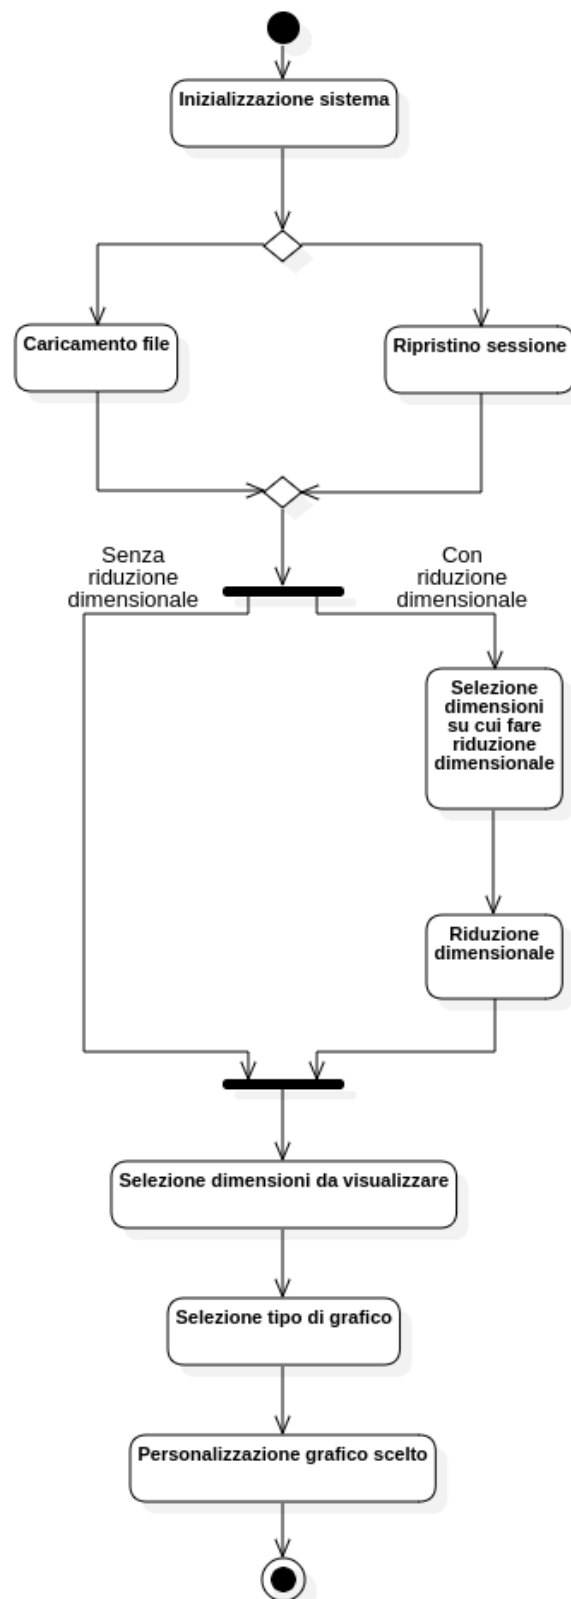 Inizializzazione sistema
Caricamento file
Ripristino sessione
Senza
riduzione
dimensionale
Con
riduzione
dimensionale
Selezione
dimensioni
su cui fare
riduzione
dimensionale
Riduzione
dimensionale
Selezione dimensioni da visualizzare
Selezione tipo di grafico
Personalizzazione grafico scelto